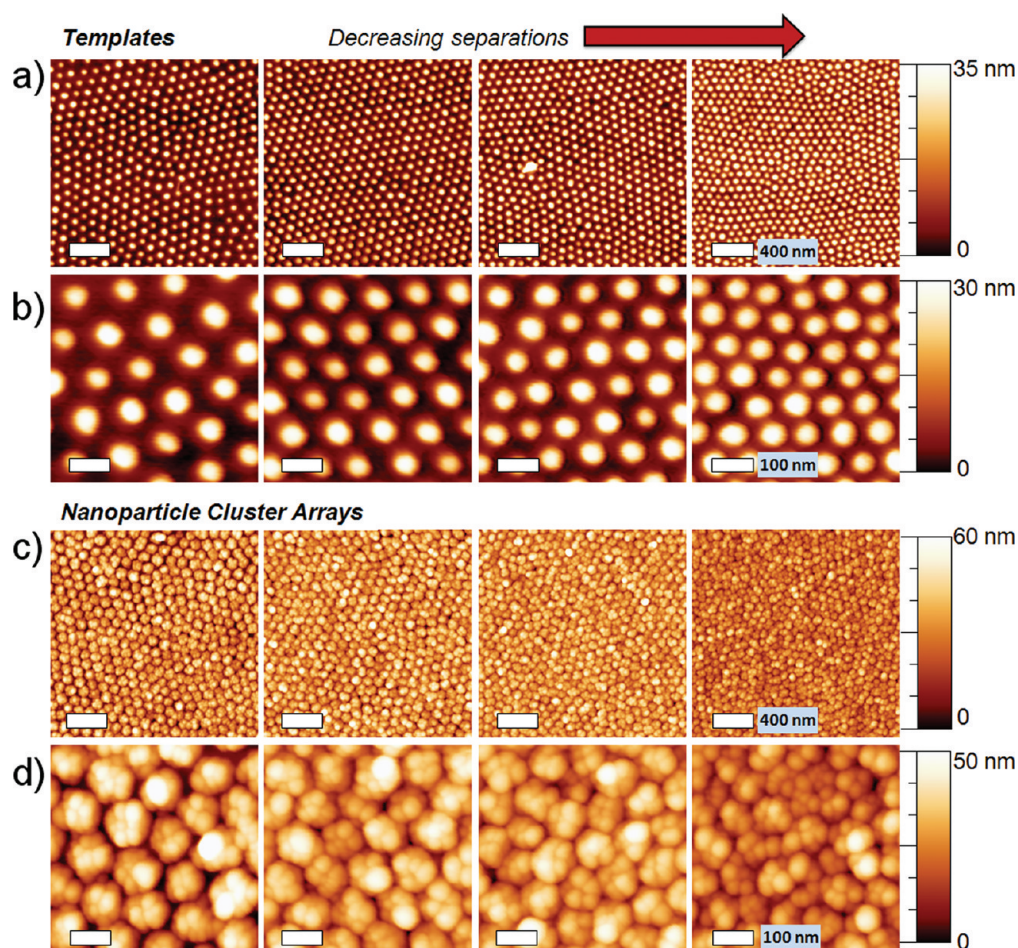 Templates
Decreasing separations
a)
35 nm
400 nm
0
b)
30 nm
100 nm
0
Nanoparticle Cluster Arrays
c)
60 nm
400 nm
0
d)
50 nm
100 nm
0